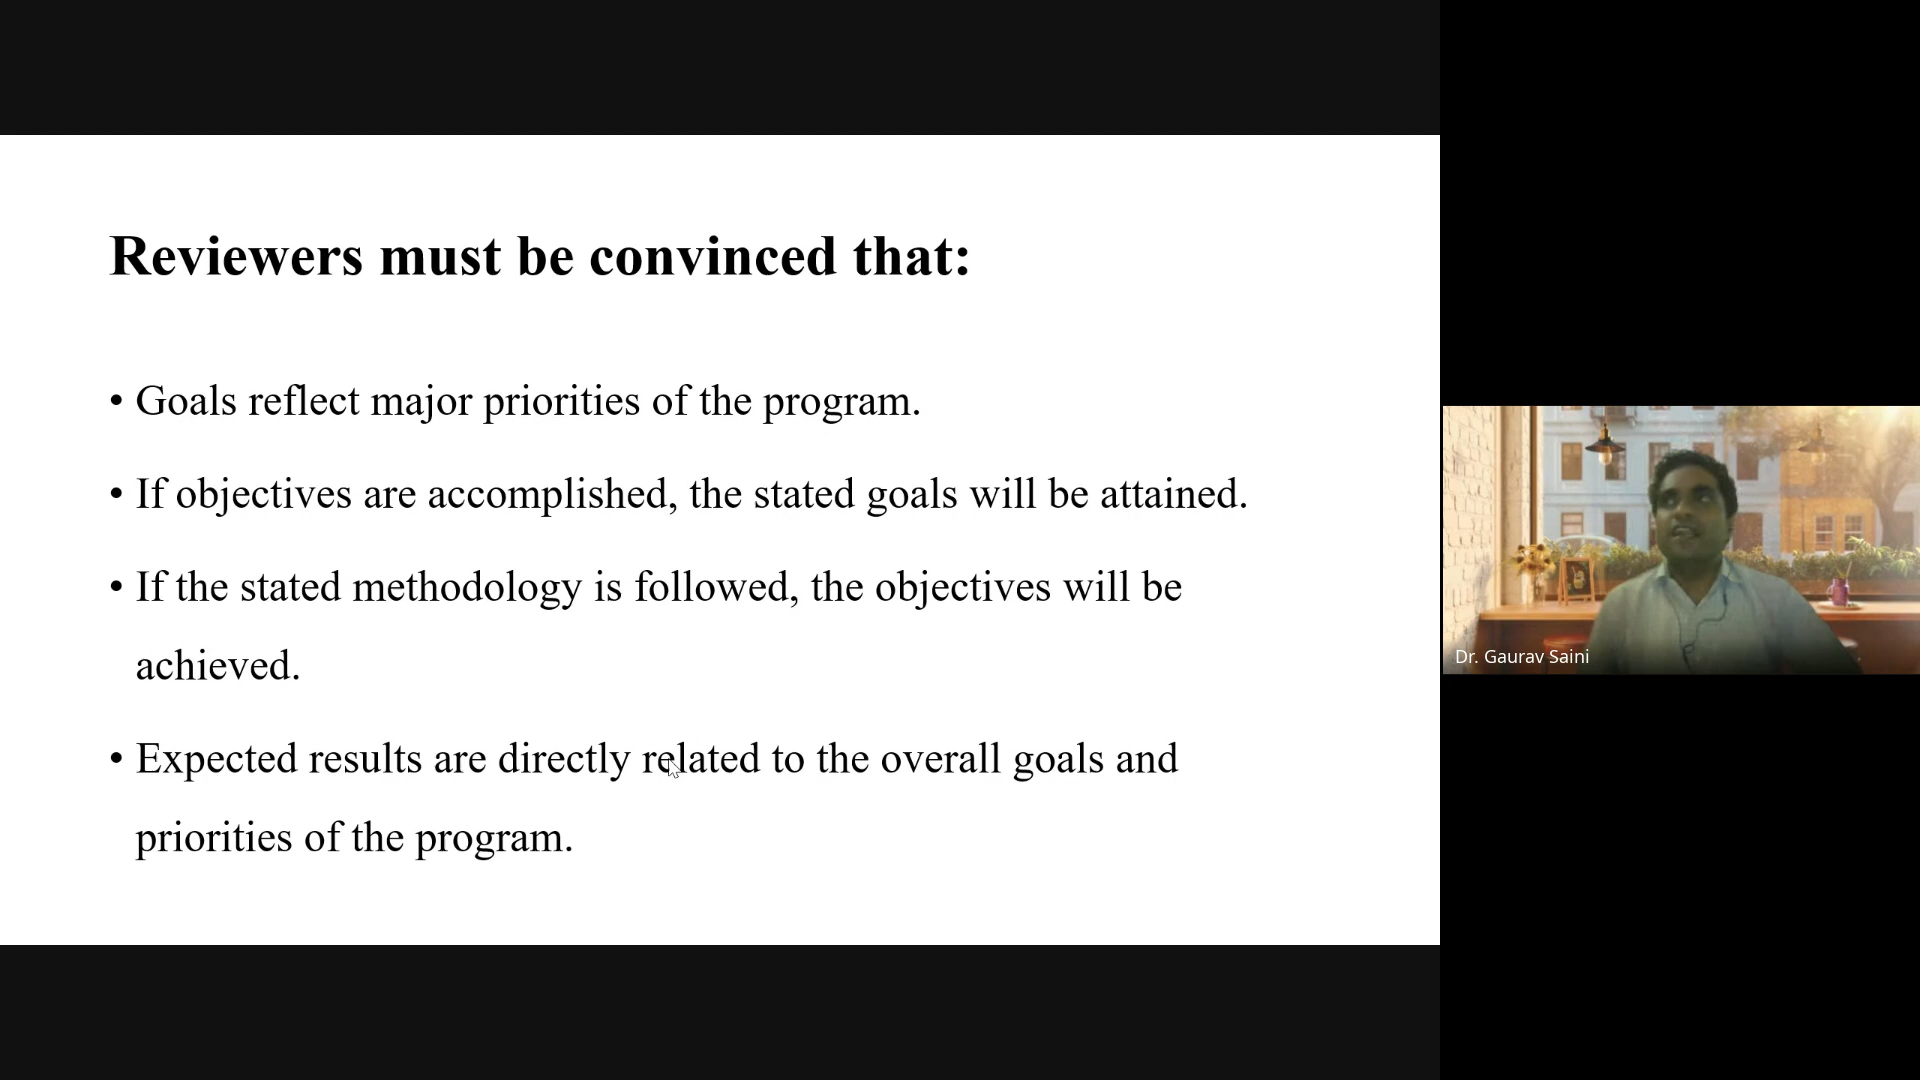 Reviewers must be convinced that:
• Goals reflect major priorities of the program.
• If objectives are accomplished, the stated goals will be attained.
• If the stated methodology is followed, the objectives will be
achieved.
• Expected results are directly related to the overall goals and
priorities of the program.
Dr. Gaurav Saini